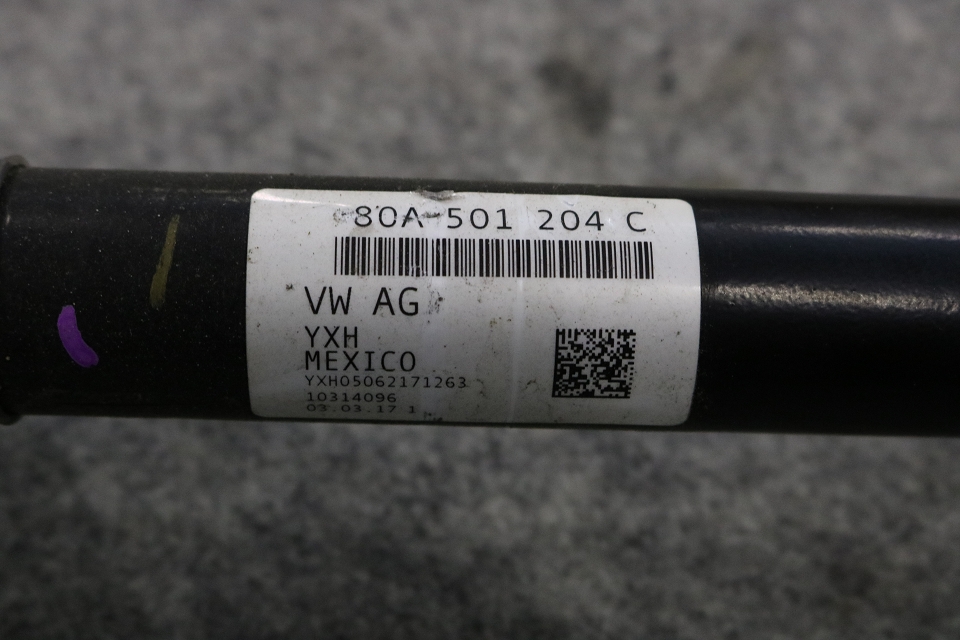 80A 501 204 C
VW AG
YXH
MEXICO
YXH05062171263
10314096
03.03.17 1